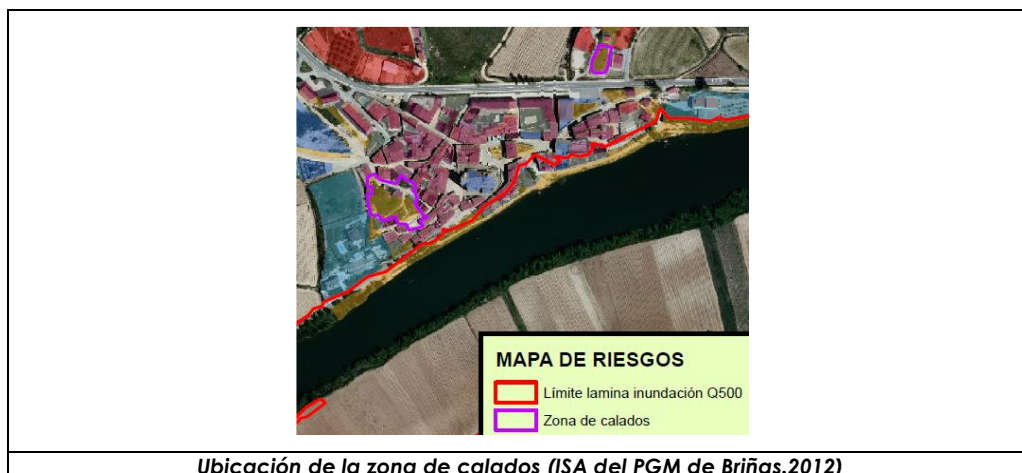 MAPA DE RIESGOS
Límite lamina inundación Q500
Zona de calados
Ubicación de la zona de calados (ISA del PGM de Briñas.2012)